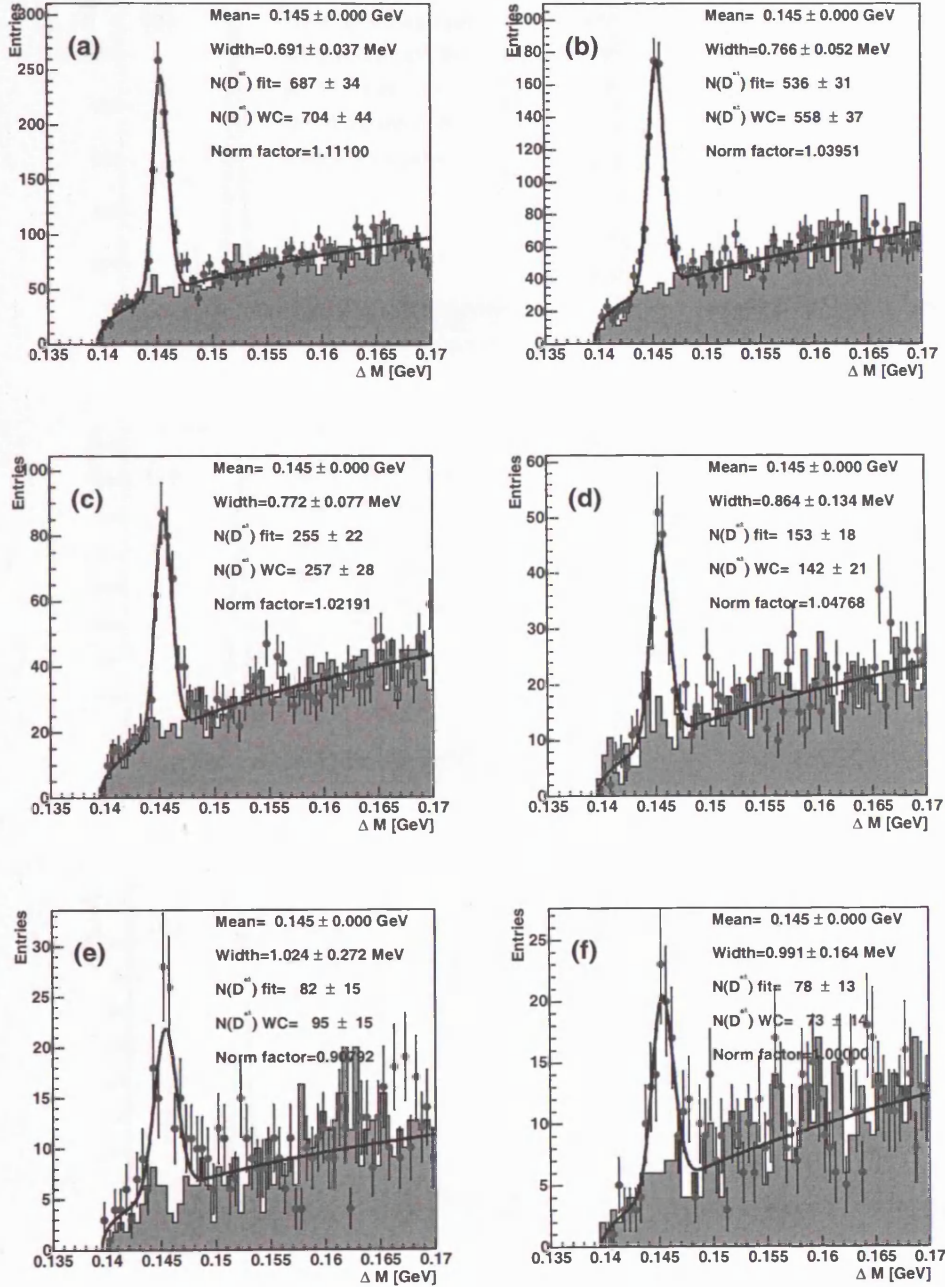 Entries
300
250
200
150
100
50
0
(a)
Mean= 0.145 ± 0.000 GeV
Width=0.691 ± 0.037 MeV
N(D*±) fit= 687 ± 34
N(D*±) WC= 704 ± 44
Norm factor=1.11100
0.135 0.14 0.145 0.15 0.155 0.16 0.165 0.17
Δ M [GeV]
Entries
200
180
160
140
120
100
80
60
40
20
0
(b)
Mean= 0.145 ± 0.000 GeV
Width=0.766 ± 0.052 MeV
N(D*±) fit= 536 ± 31
N(D*±) WC= 558 ± 37
Norm factor=1.03951
0.135 0.14 0.145 0.15 0.155 0.16 0.165 0.17
Δ M [GeV]
Entries
100
80
60
40
20
0
(c)
Mean= 0.145 ± 0.000 GeV
Width=0.772 ± 0.077 MeV
N(D*±) fit= 255 ± 22
N(D*±) WC= 257 ± 28
Norm factor=1.02191
0.135 0.14 0.145 0.15 0.155 0.16 0.165 0.17
Δ M [GeV]
Entries
60
50
40
30
20
10
0
(d)
Mean= 0.145 ± 0.000 GeV
Width=0.864 ± 0.134 MeV
N(D*±) fit= 153 ± 18
N(D*±) WC= 142 ± 21
Norm factor=1.04768
0.135 0.14 0.145 0.15 0.155 0.16 0.165 0.17
Δ M [GeV]
Entries
30
25
20
15
10
5
0
(e)
Mean= 0.145 ± 0.000 GeV
Width=1.024 ± 0.272 MeV
N(D*±) fit= 82 ± 15
N(D*±) WC= 95 ± 15
Norm factor=0.90792
0.135 0.14 0.145 0.15 0.155 0.16 0.165 0.17
Δ M [GeV]
Entries
25
20
15
10
5
0
(f)
Mean= 0.145 ± 0.000 GeV
Width=0.991 ± 0.164 MeV
N(D*±) fit= 78 ± 13
N(D*±) WC= 73 ± 14
Norm factor=1.00000
0.135 0.14 0.145 0.15 0.155 0.16 0.165 0.17
Δ M [GeV]